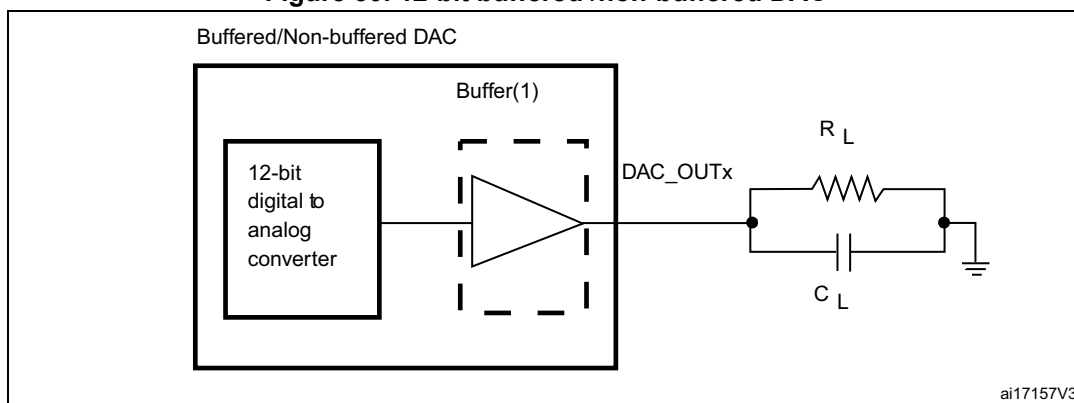 Figure 12-bit buffered /non-buffered DAC
Buffered/Non-buffered DAC
Buffer(1)
12-bit
digital to
analog
converter
DAC_OUTx
R L
C L
ai17157V3